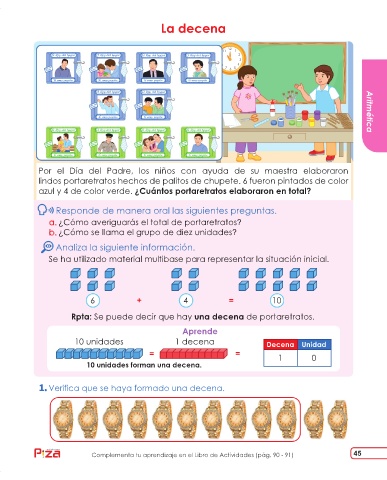 La decena
Aritmética
Por el Día del Padre, los niños con ayuda de su maestra elaboraron
lindos portaretratos hechos de palitos de chupete. 6 fueron pintados de color
azul y 4 de color verde. ¿Cuántos portaretratos elaboraron en total?
Responde de manera oral las siguientes preguntas.
a. ¿Cómo averiguarás el total de portaretratos?
b. ¿Cómo se llama el grupo de diez unidades?
Analiza la siguiente información.
Se ha utilizado material multibase para representar la situación inicial.
6 + 4 = 10
Rpta: Se puede decir que hay una decena de portaretratos.
Aprende
10 unidades 1 decena
Decena Unidad
= =
1 0
10 unidades forman una decena.
1. Verifica que se haya formado una decena.
Complementa tu aprendizaje en el Libro de Actividades (pág. 90 - 91)
45